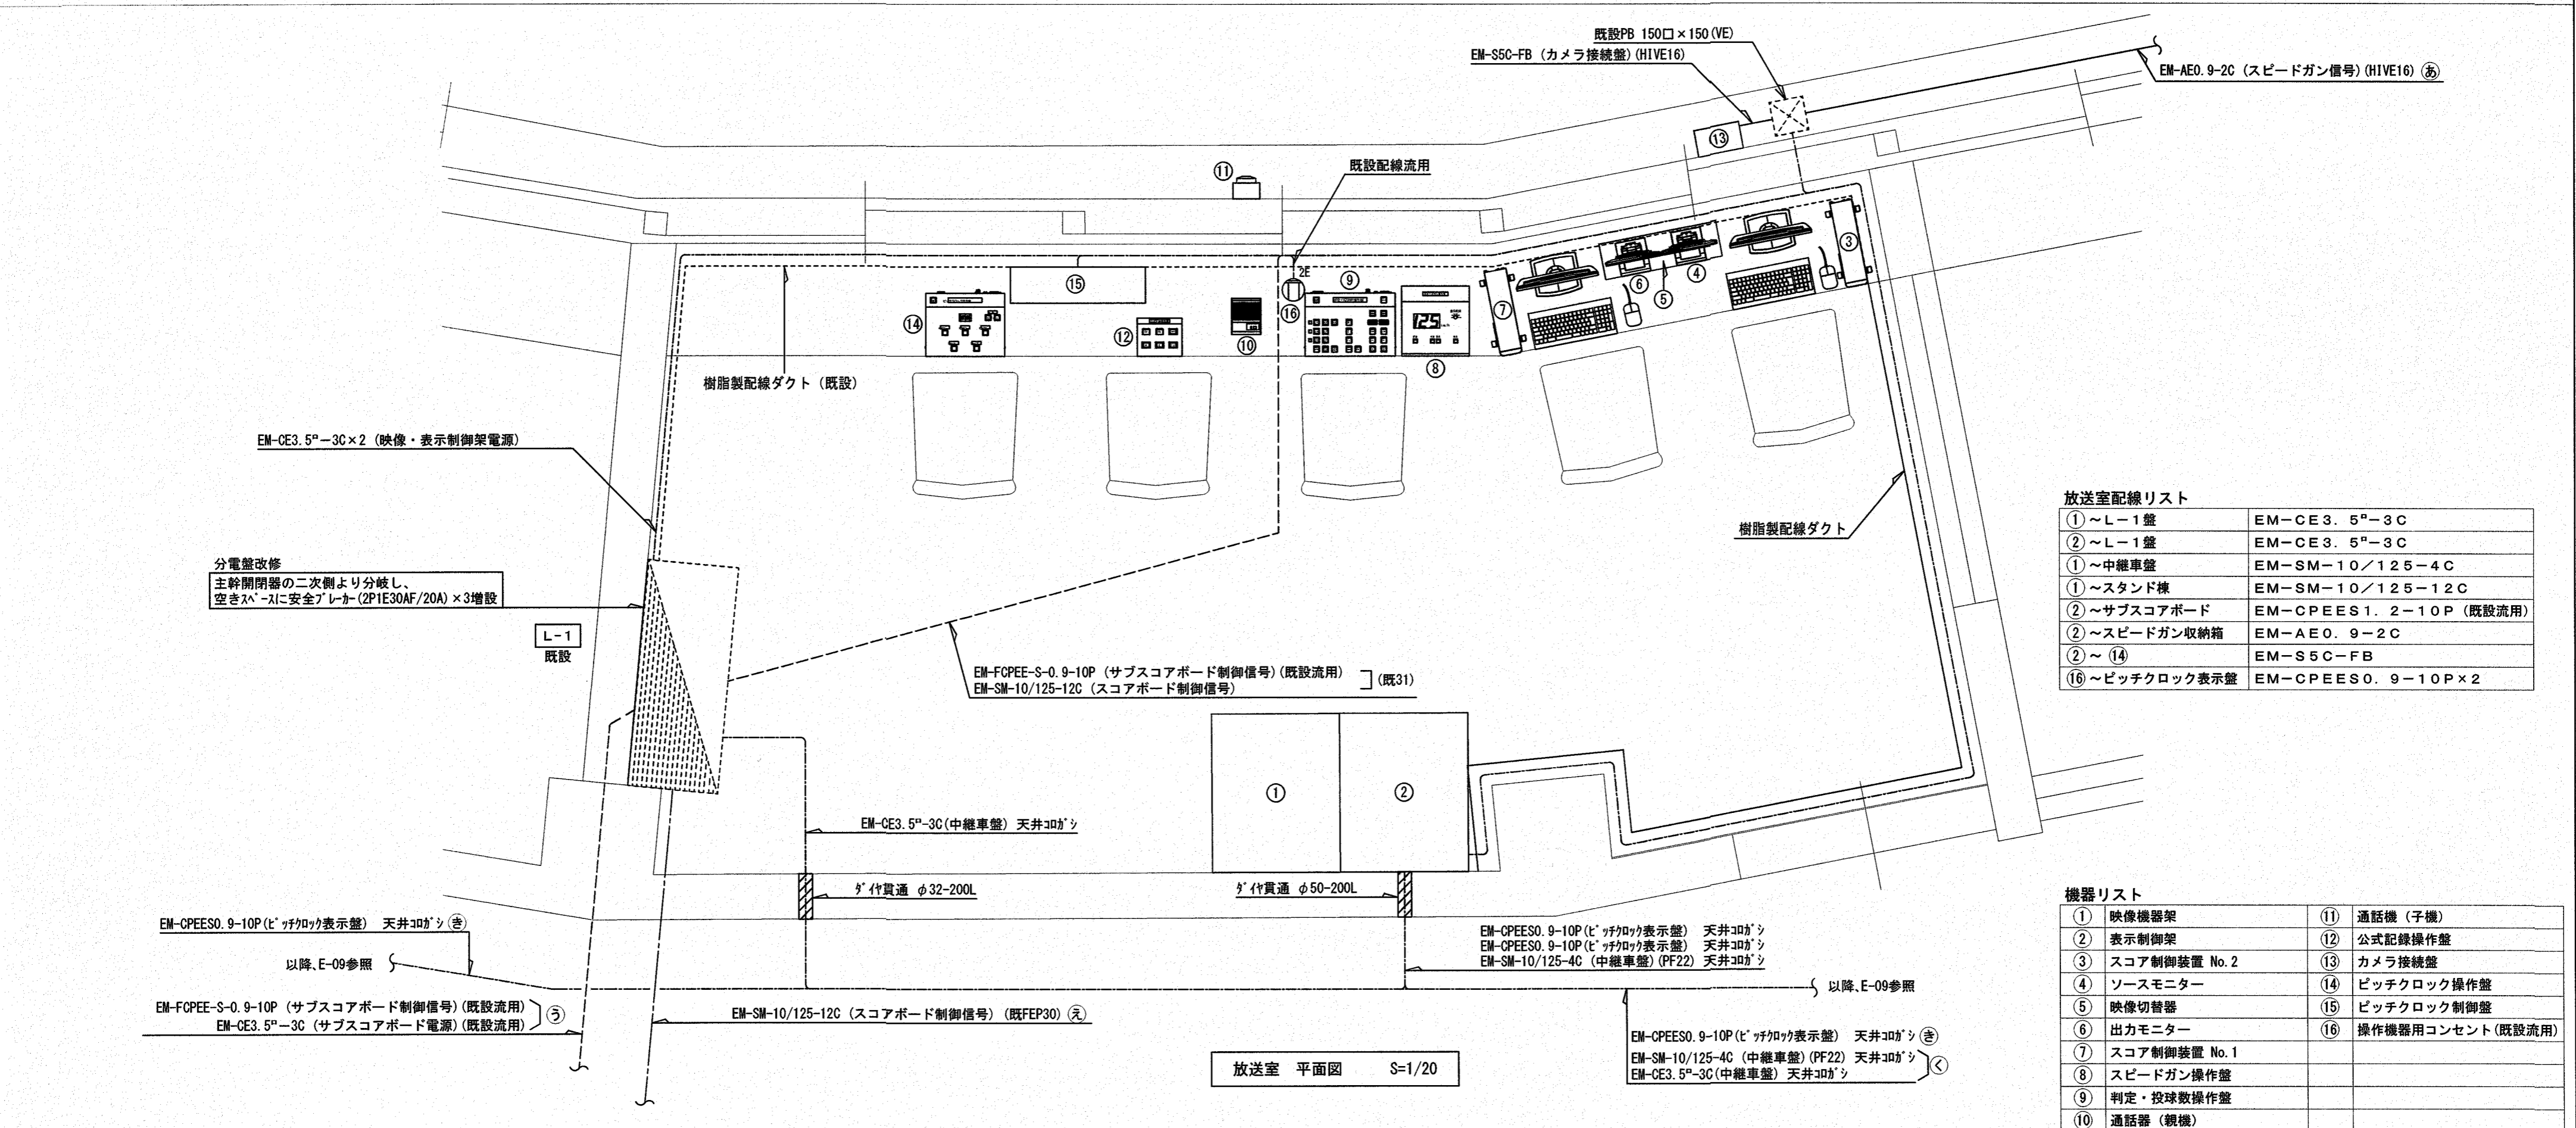 既設PB 150□×150(VE)
EM-S5C-FB (カメラ接続盤)(HIVE16)
EM-AE0.9-2C (スピードガン信号)(HIVE16) あ
⑬
⑪
既設配線流用
2E
③
④
⑤
⑥
⑦
⑨
⑯
⑧
⑮
⑭
⑫
⑩
125
樹脂製配線ダクト (既設)
EM-CE3.5□-3C×2 (映像・表示制御架電源)
樹脂製配線ダクト
分電盤改修
主幹開閉器の二次側より分岐し、
空きスペースに安全ブレーカー(2P1E30AF/20A)×3増設
L-1
既設
EM-FCPEE-S-0.9-10P (サブスコアボード制御信号)(既設流用)
EM-SM-10/125-12C (スコアボード制御信号)
(既31)
①
②
EM-CE3.5□-3C(中継車盤) 天井コロガシ
ダイヤ貫通 φ32-200L
ダイヤ貫通 φ50-200L
EM-CPEES0.9-10P(ピッチクロック表示盤) 天井コロガシ き
以降、E-09参照
EM-CPEES0.9-10P(ピッチクロック表示盤) 天井コロガシ
EM-CPEES0.9-10P(ピッチクロック表示盤) 天井コロガシ
EM-SM-10/125-4C (中継車盤)(PF22) 天井コロガシ
以降、E-09参照
EM-FCPEE-S-0.9-10P (サブスコアボード制御信号)(既設流用)
EM-CE3.5□-3C (サブスコアボード電源)(既設流用)
う
EM-SM-10/125-12C (スコアボード制御信号) (既FEP30) え
EM-CPEES0.9-10P(ピッチクロック表示盤) 天井コロガシ き
EM-SM-10/125-4C (中継車盤)(PF22) 天井コロガシ
EM-CE3.5□-3C(中継車盤) 天井コロガシ
く
放送室 平面図 S=1/20
放送室配線リスト
①~L-1盤 EM-CE3.5□-3C
②~L-1盤 EM-CE3.5□-3C
①~中継車盤 EM-SM-10/125-4C
①~スタンド棟 EM-SM-10/125-12C
②~サブスコアボード EM-CPEES1.2-10P (既設流用)
②~スピードガン収納箱 EM-AE0.9-2C
②~⑭ EM-S5C-FB
⑯~ピッチクロック表示盤 EM-CPEES0.9-10P×2
機器リスト
① 映像機器架 ⑪ 通話機 (子機)
② 表示制御架 ⑫ 公式記録操作盤
③ スコア制御装置 No.2 ⑬ カメラ接続盤
④ ソースモニター ⑭ ピッチクロック操作盤
⑤ 映像切替器 ⑮ ピッチクロック制御盤
⑥ 出力モニター ⑯ 操作機器用コンセント(既設流用)
⑦ スコア制御装置 No.1
⑧ スピードガン操作盤
⑨ 判定・投球数操作盤
⑩ 通話器 (親機)